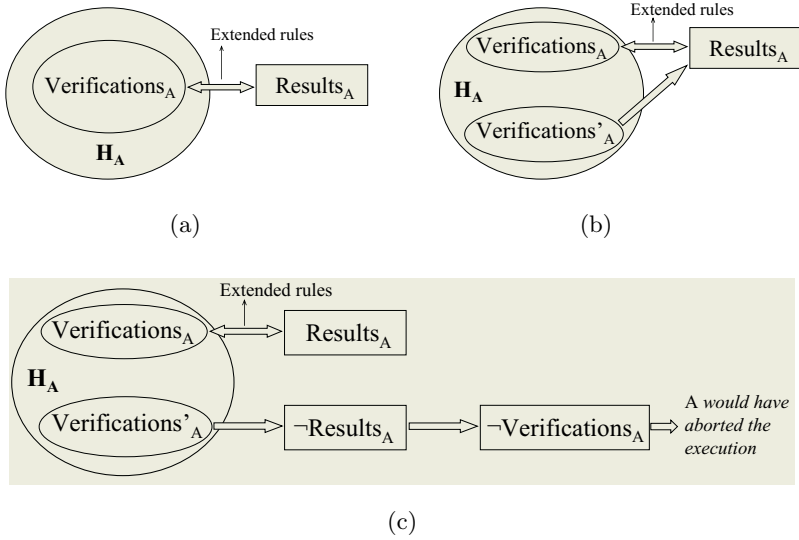 Extended rules
Verifications_A
Results_A
H_A
(a)
Extended rules
Verifications_A
Results_A
H_A
Verifications’_A
(b)
Extended rules
Verifications_A
Results_A
H_A
Verifications’_A
¬Results_A
¬Verifications_A
A would have
aborted the
execution
(c)